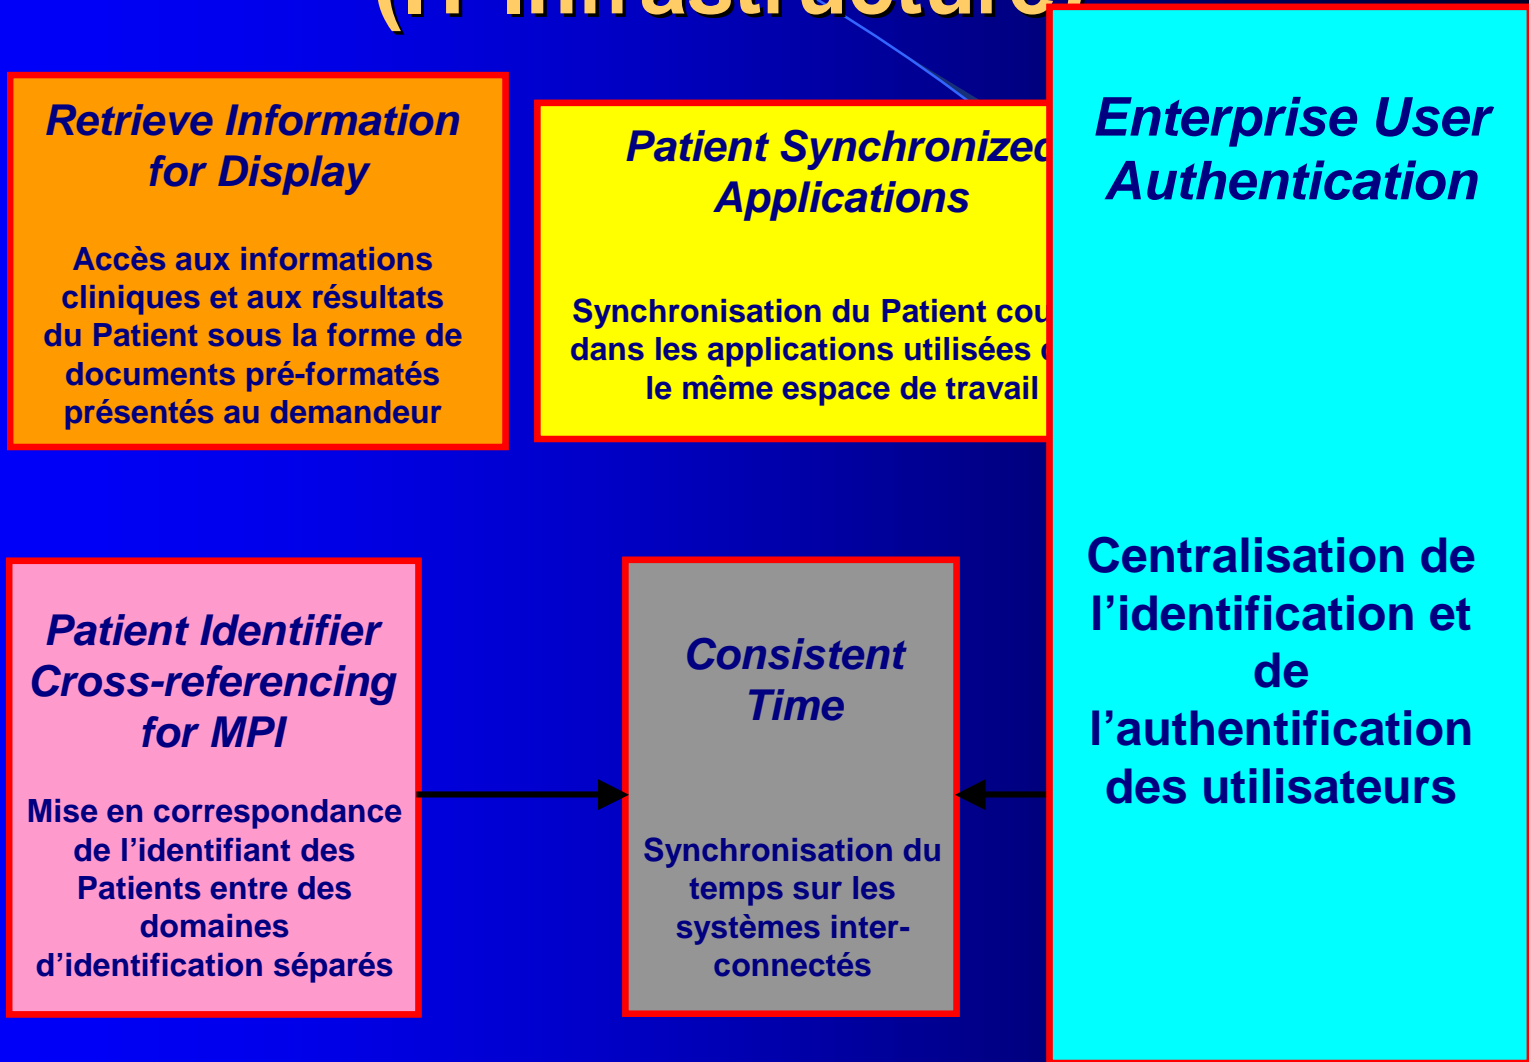 (IT Infrastructure)
Retrieve Information
for Display
Accès aux informations
cliniques et aux résultats
du Patient sous la forme de
documents pré-formatés
présentés au demandeur
Patient Synchronized
Applications
Synchronisation du Patient
dans les applications utilisées
le même espace de travail
Enterprise User
Authentication
Centralisation de
l’identification et
de
l’authentification
des utilisateurs
Patient Identifier
Cross-referencing
for MPI
Mise en correspondance
de l’identifiant des
Patients entre des
domaines
d’identification séparés
Consistent
Time
Synchronisation du
temps sur les
systèmes inter-
connectés